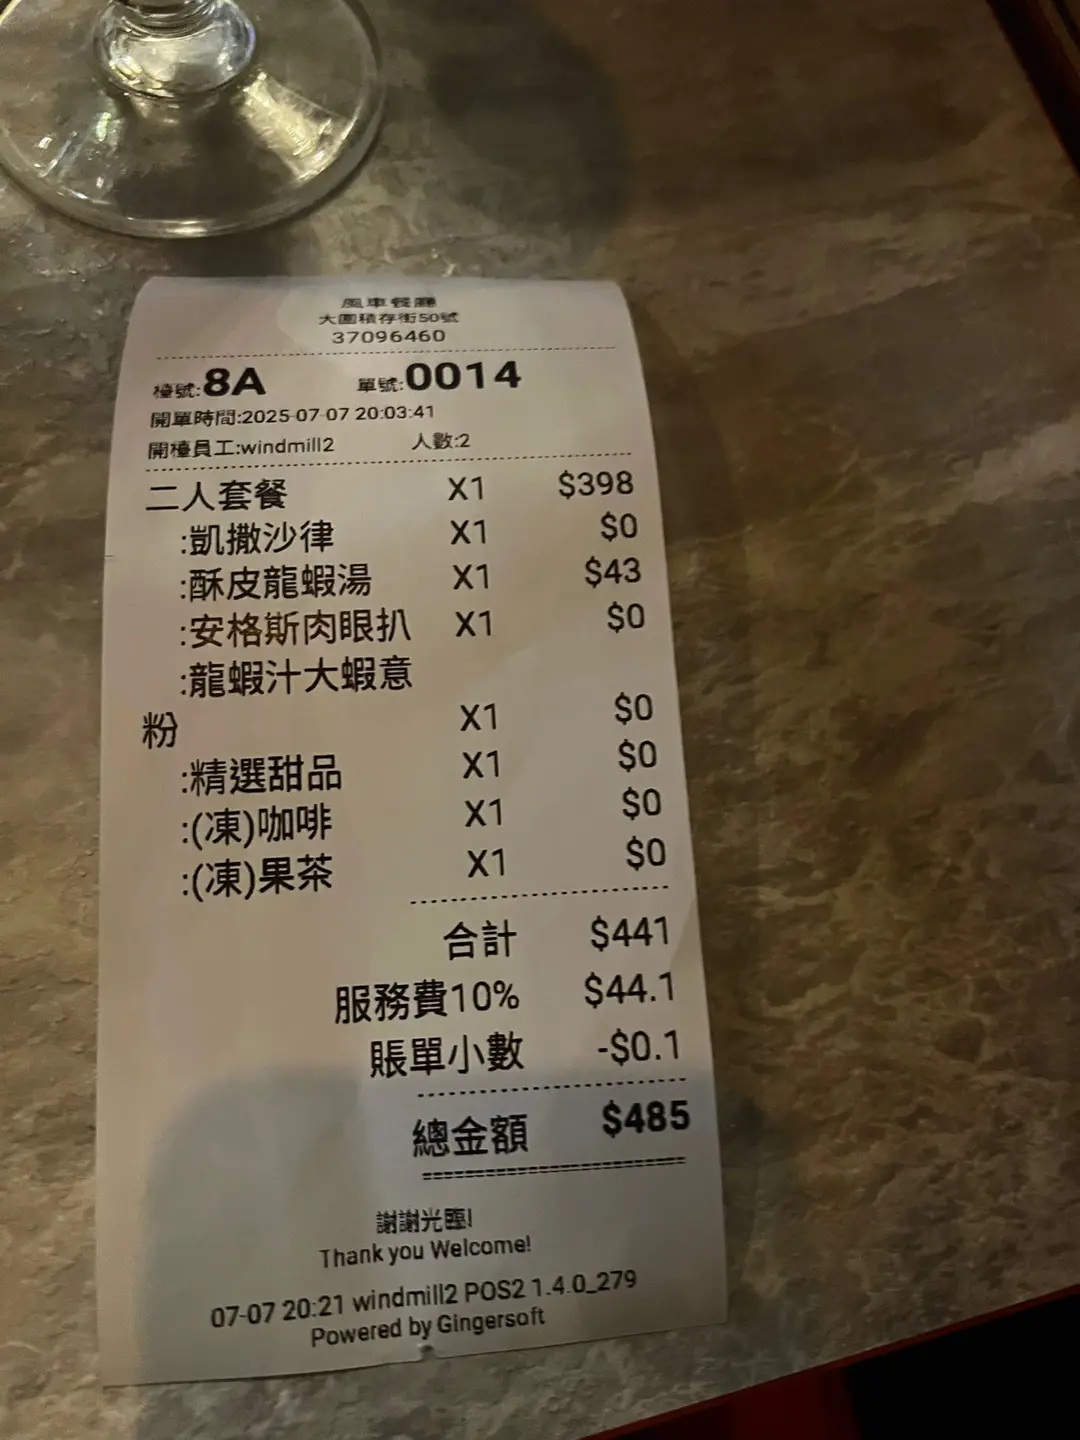 風車餐廳
大圍積存街50號
37096460
檯號:8A 單號:0014
開單時間:2025-07-07 20:03:41
開檯員工:windmill2 人數:2
二人套餐 X1 $398
:凱撒沙律 X1 $0
:酥皮龍蝦湯 X1 $43
:安格斯肉眼扒 X1 $0
:龍蝦汁大蝦意
粉 X1 $0
:精選甜品 X1 $0
:(凍)咖啡 X1 $0
:(凍)果茶 X1 $0
合計 $441
服務費10% $44.1
賬單小數 -$0.1
總金額 $485
謝謝光臨!
Thank you Welcome!
07-07 20:21 windmill2 POS2 1.4.0_279
Powered by Gingersoft